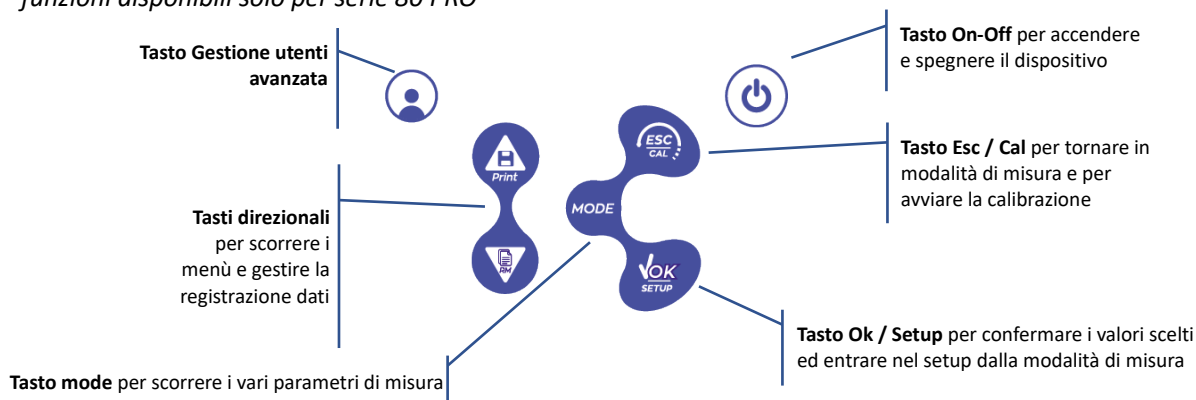 funzioni disponibili solo per serie 80 PRO
Tasto Gestione utenti
avanzata
Tasto On-Off per accendere
e spegnere il dispositivo
ESC
CAL
Print
Tasto Esc / Cal per tornare in
modalità di misura e per
avviare la calibrazione
MODE
Tasti direzionali
per scorrere i
menù e gestire la
registrazione dati
RM
OK
SETUP
Tasto Ok / Setup per confermare i valori scelti
ed entrare nel setup dalla modalità di misura
Tasto mode per scorrere i vari parametri di misura